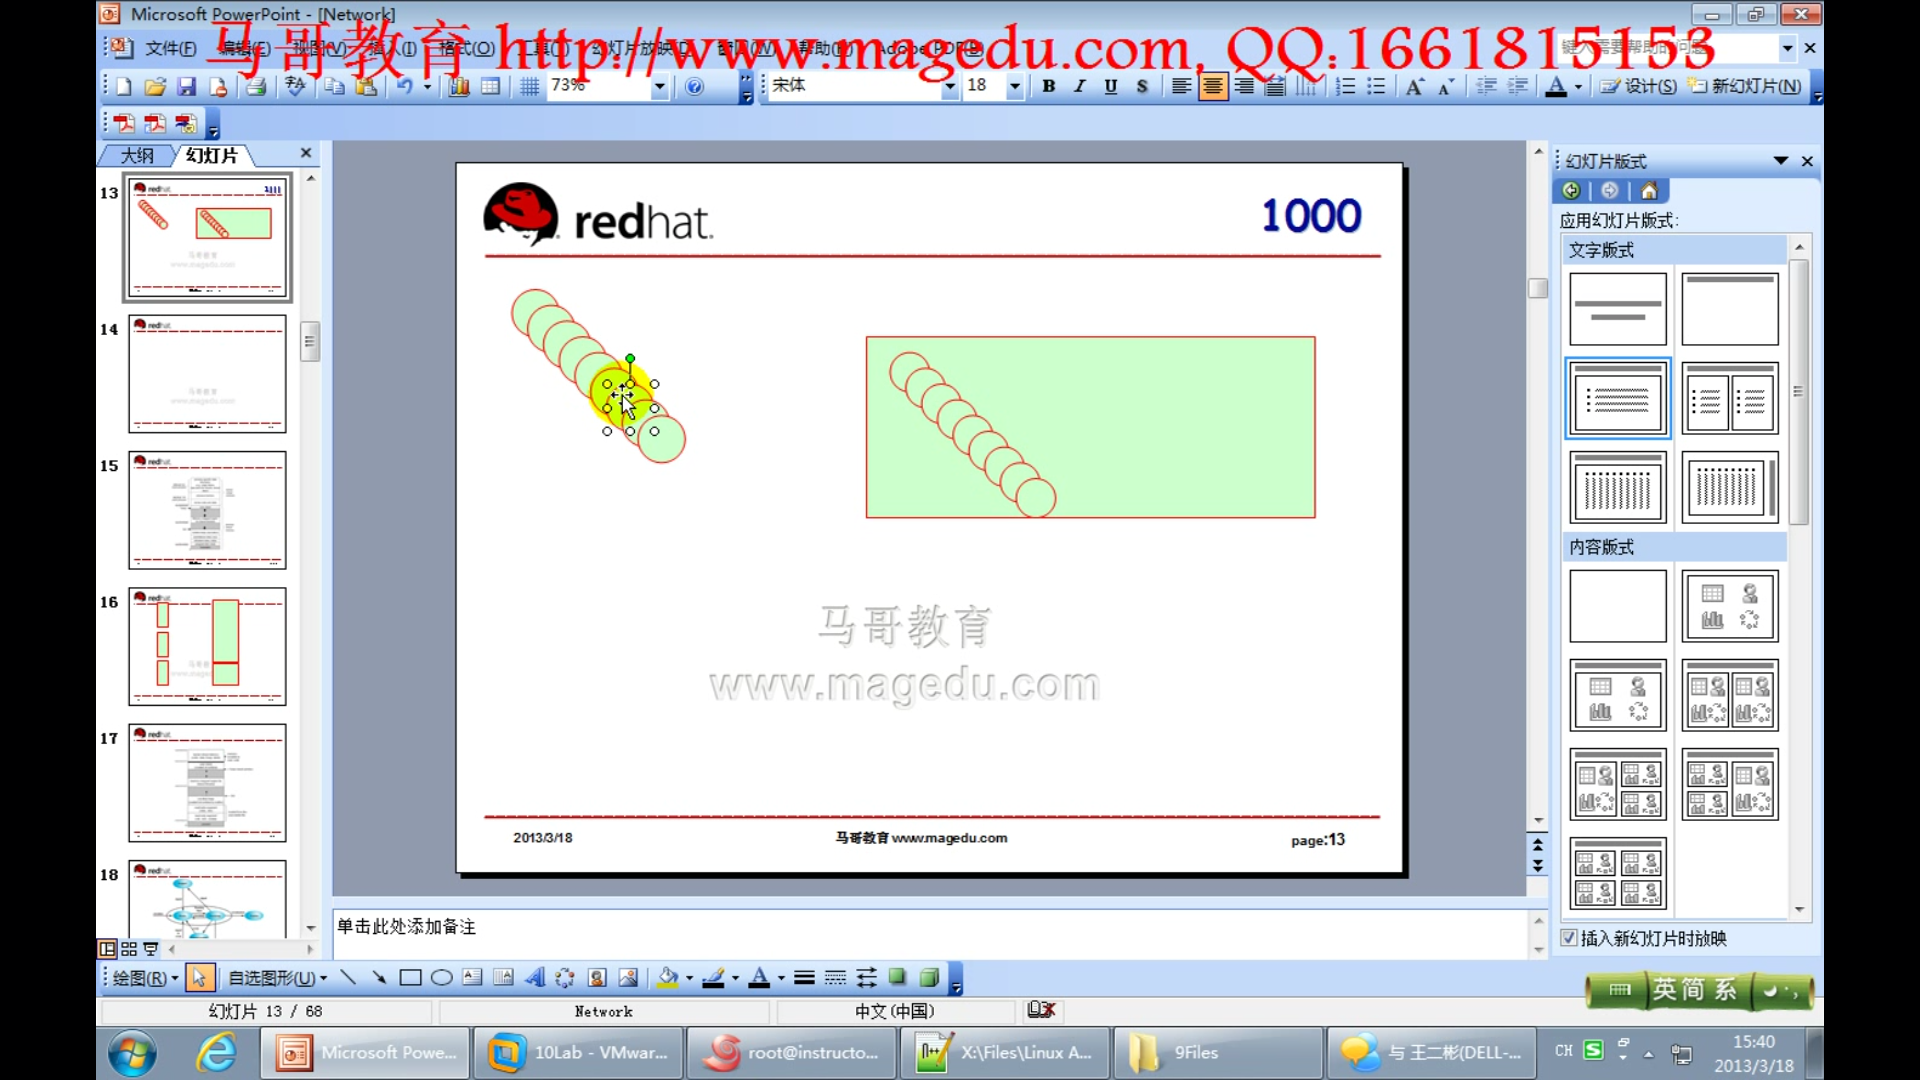 Microsoft PowerPoint - [Network]
马哥教育 http://www.magedu.com, QQ:1661815153
文件(F) 编辑(E) 视图(V) 插入(I) 格式(O) 工具(T) 幻灯片放映(D) 窗口(W) 帮助(H) Adobe PDF(B) 键入需要帮助的问题
73% 宋体 18 B I U S A A A 设计(S) 新幻灯片(N)
大纲 幻灯片
幻灯片版式
应用幻灯片版式:
文字版式
内容版式
插入新幻灯片时放映
13
14
15
16
17
18
redhat.
1000
马哥教育
www.magedu.com
2013/3/18 马哥教育 www.magedu.com page:13
单击此处添加备注
绘图(R) 自选图形(U)
英简系
幻灯片 13 / 68 Network 中文(中国)
Microsoft Powe... 10Lab - VMwar... root@instructo... X:\Files\Linux A... 9Files 与 王二彬(DELL-... CH 15:40
2013/3/18